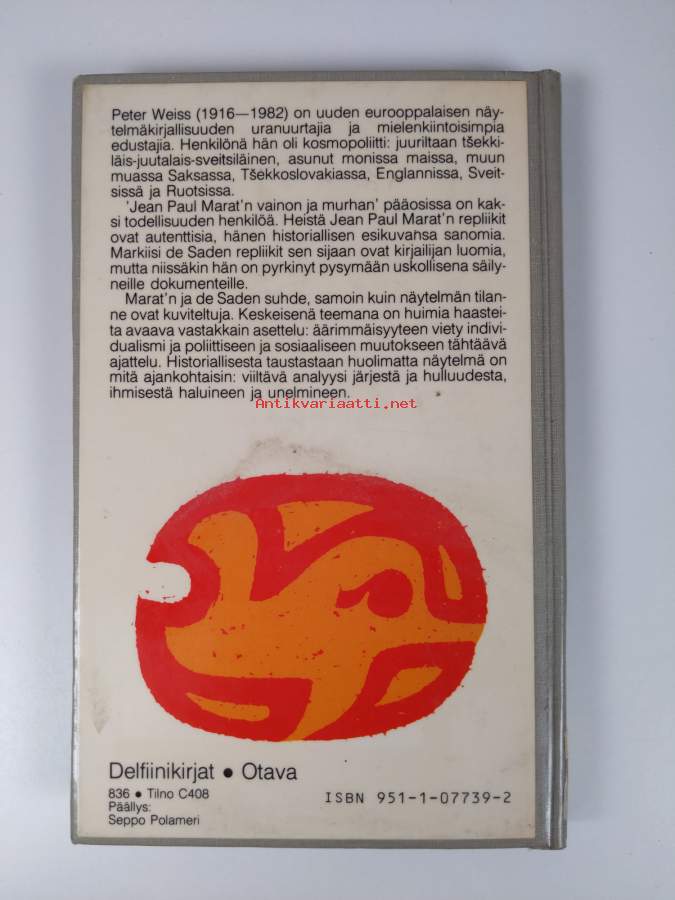 Peter Weiss (1916—1982) on uuden eurooppalaisen näy-
telmäkirjallisuuden uranuurtajia ja mielenkiintoisimpia
edustajia. Henkilönä hän oli kosmopoliitti: juuriltaan tšekki-
läis-juutalais-sveitsiläinen, asunut monissa maissa, muun
muassa Saksassa, Tšekkoslovakiassa, Englannissa, Sveit-
sissä ja Ruotsissa.
'Jean Paul Marat'n vainon ja murhan' pääosissa on kak-
si todellisuuden henkilöä. Heistä Jean Paul Marat'n repliikit
ovat autenttisia, hänen historiallisen esikuvahsa sanomia.
Markiisi de Saden repliikit sen sijaan ovat kirjailijan luomia,
mutta niissäkin hän on pyrkinyt pysymään uskollisena säily-
neille dokumenteille.
Marat'n ja de Saden suhde, samoin kuin näytelmän tilan-
ne ovat kuviteltuja. Keskeisenä teemana on huimia haastei-
ta avaava vastakkain asettelu: äärimmäisyyteen viety indivi-
dualismi ja poliittiseen ja sosiaaliseen muutokseen tähtäävä
ajattelu. Historiallisesta taustastaan huolimatta näytelmä on
mitä ajankohtaisin: viiltävä analyysi järjestä ja hulluudesta,
ihmisestä haluineen ja unelmineen.
Antikvariaatti.net
Delfiinikirjat • Otava
836 • Tilno C408
Päällys:
Seppo Polameri
ISBN 951-1-07739-2